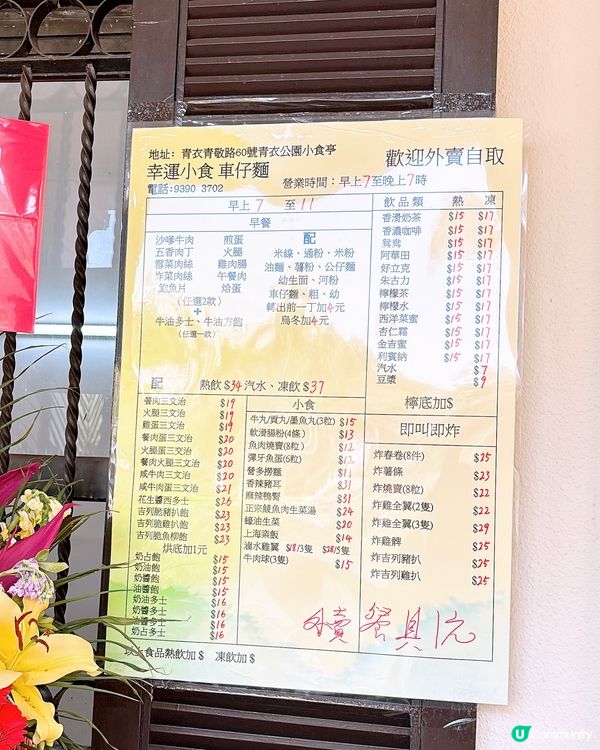 地址: 青衣青敬路60號青衣公園小食亭
幸運小食 車仔麵
歡迎外賣自取
電話:9390 3702
營業時間：早上7至晚上7時
早上 7 至 11
早餐
沙嗲牛肉 煎蛋
五香肉丁 火腿
雪菜肉絲 雞肉腸
炸菜肉絲 午餐肉
鮑魚片 烚蛋
(任選2款)
+
牛油多士、牛油方飽
(任選一款)
配
米線、通粉、米粉
油麵、薯粉、公仔麵
幼生面、河粉
車仔麵、粗、幼
轉出前一丁加4元
烏冬加4元
配 熱飲 $34 汽水、凍飲 $37
飲品類 熱 凍
香滑奶茶 $15 $17
香濃咖啡 $15 $17
鴛鴦 $15 $17
阿華田 $15 $17
好立克 $15 $17
朱古力 $15 $17
檸檬茶 $15 $17
檸檬水 $15 $17
西洋菜蜜 $15 $17
杏仁霜 $15 $17
金吉蜜 $15 $17
利賓納 $15 $17
汽水 $7
豆漿 $9
檸底加$
餐肉三文治 $19
火腿三文治 $19
雞蛋三文治 $19
餐肉蛋三文治 $20
火腿蛋三文治 $20
餐肉火腿三文治 $20
咸牛肉三文治 $20
咸牛肉蛋三文治 $21
花生醬西多士 $26
吉列豬扒飽 $23
吉列雞扒飽 $23
吉列魚柳飽 $23
烘底加1元
奶占飽 $15
奶油飽 $15
奶醬飽 $15
油醬飽 $15
奶油多士 $16
奶醬多士 $16
油醬多士 $16
奶占多士 $16
以上食品熱飲加 $ 凍飲加 $
小食
牛丸/貢丸/墨魚丸(3粒) $15
軟滑腸粉(4條) $13
魚肉燒賣(8粒) $12
彈牙魚蛋(6粒) $12
蠔多撈麵 $11
香辣豬耳 $31
麻辣鴨腎 $31
正宗鯪魚肉生菜湯 $24
蠔油生菜 $20
上海粢飯 $14
滷水雞翼 $18/3隻 $28/5隻
牛肉球(3隻) $15
即叫即炸
炸春卷(8件) $25
炸薯條 $23
炸燒賣(8粒) $22
炸雞全翼(2隻) $22
炸雞全翼(3隻) $29
炸雞髀 $25
炸吉列豬扒 $25
炸吉列雞扒 $25
外賣餐具1元
U Community